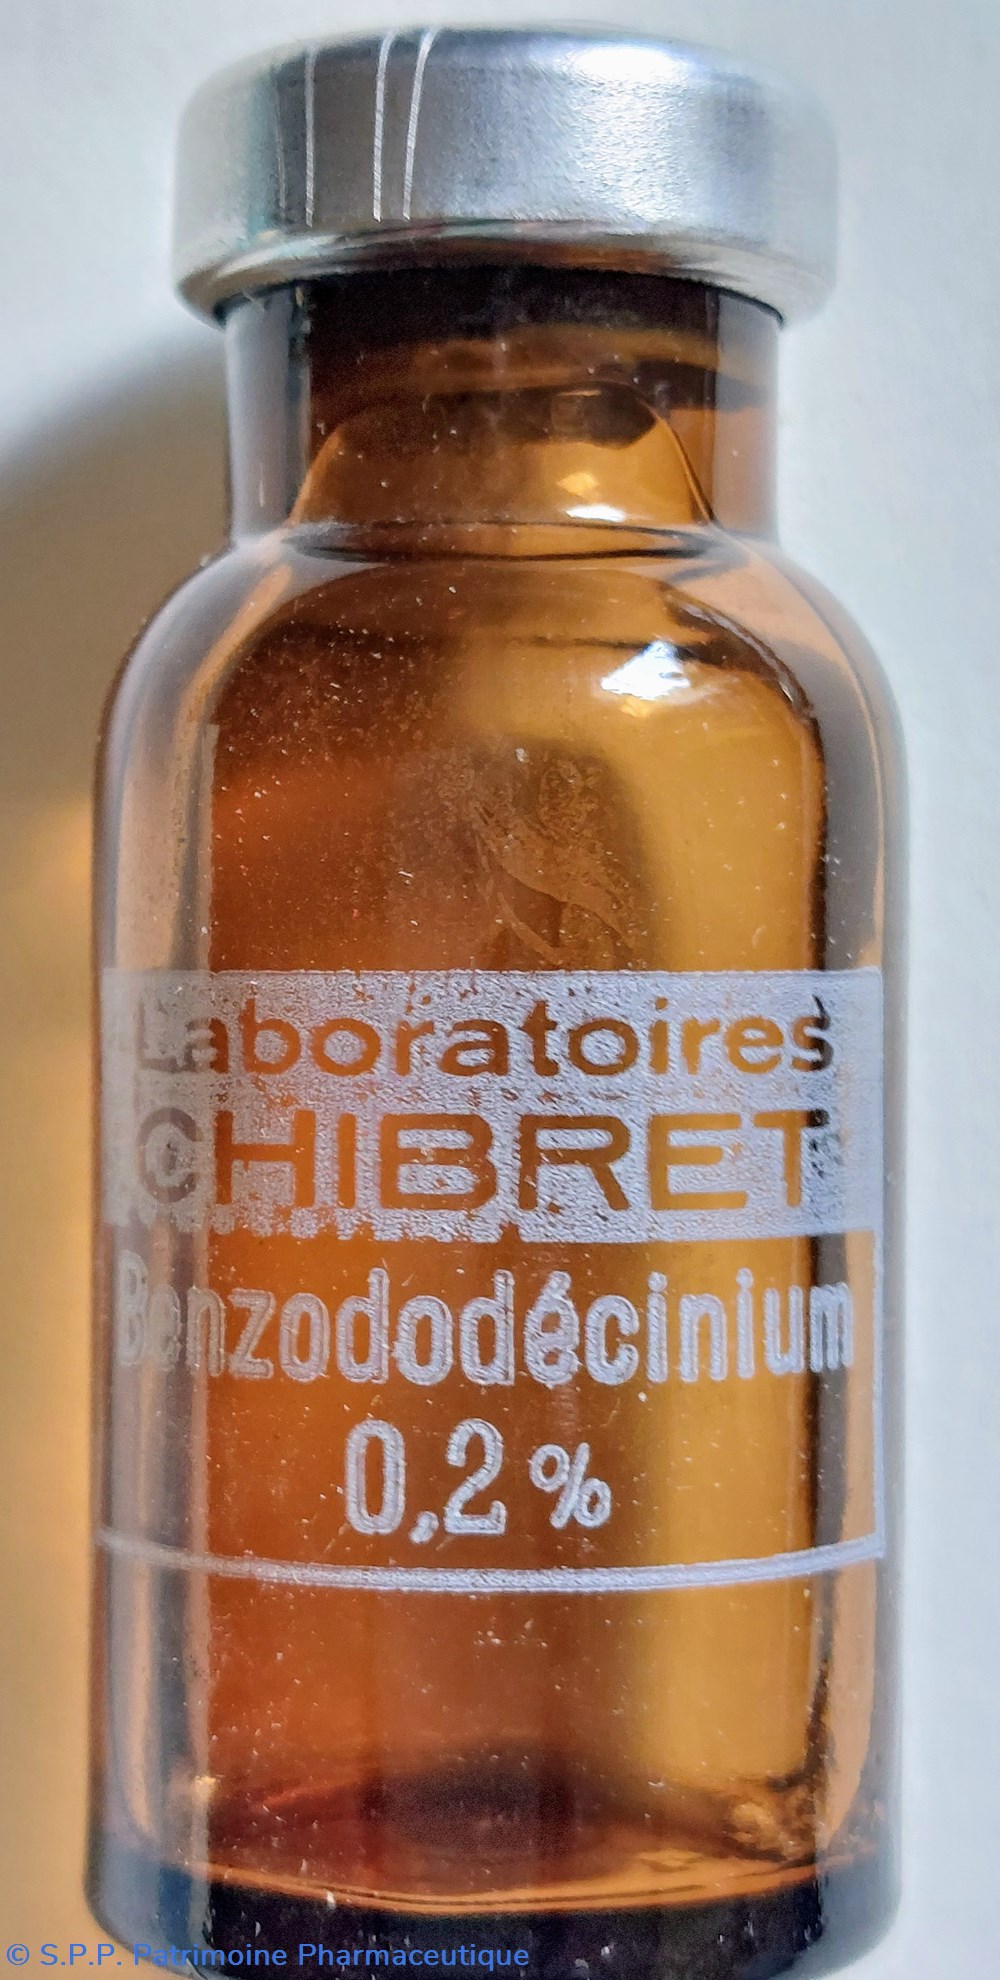 Laboratoires
CHIBRET
Benzododécinium
0,2 %
© S.P.P. Patrimoine Pharmaceutique